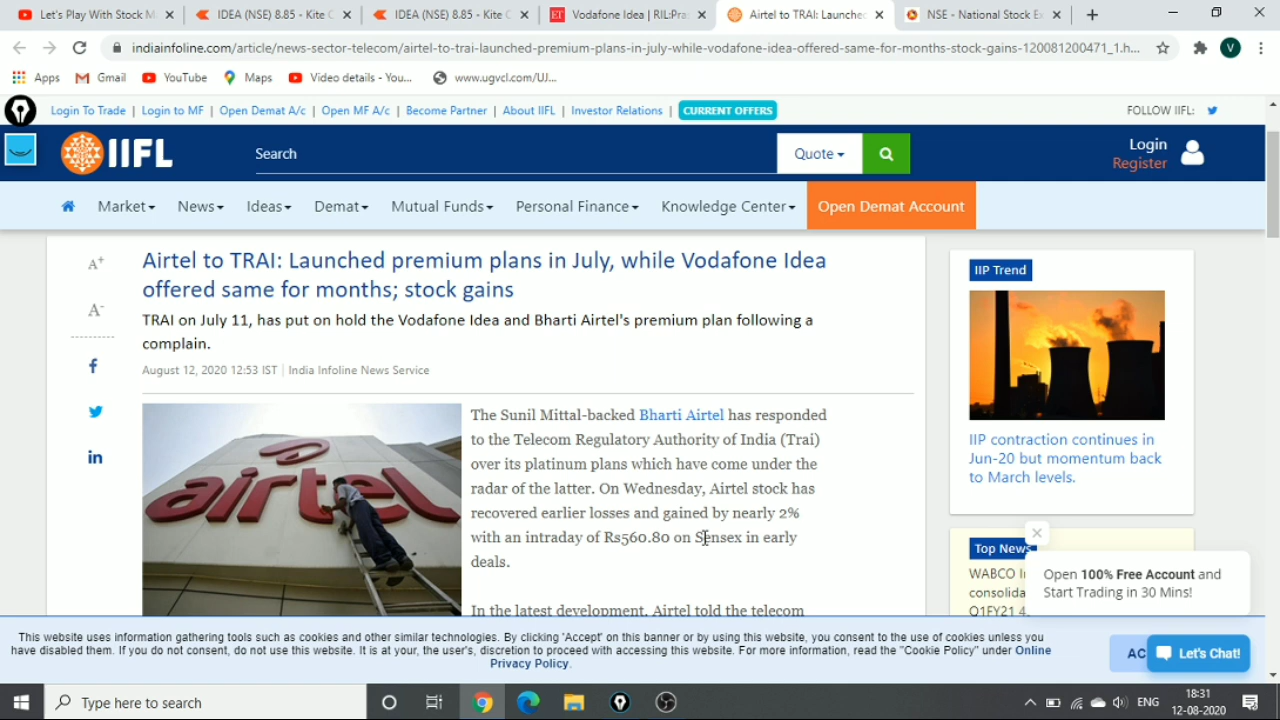 Let's Play With Stock M
IDEA (NSE) 8.85 - Kite C
IDEA (NSE) 8.85 - Kite C
ET Vodafone Idea | RIL:Pra
Airtel to TRAI: Launched
NSE - National Stock Ex
indiainfoline.com/article/news-sector-telecom/airtel-to-trai-launched-premium-plans-in-july-while-vodafone-idea-offered-same-for-months-stock-gains-120081200471_1.h...
V
Apps Gmail YouTube Maps Video details - You... www.ugvcl.com/UJ...
Login To Trade | Login to MF | Open Demat A/c | Open MF A/c | Become Partner | About IIFL | Investor Relations | CURRENT OFFERS
FOLLOW IIFL:
IIFL
Search
Quote
Login
Register
Market News Ideas Demat Mutual Funds Personal Finance Knowledge Center Open Demat Account
A+
A-
Airtel to TRAI: Launched premium plans in July, while Vodafone Idea
offered same for months; stock gains
TRAI on July 11, has put on hold the Vodafone Idea and Bharti Airtel's premium plan following a
complain.
August 12, 2020 12:53 IST | India Infoline News Service
airtel
The Sunil Mittal-backed Bharti Airtel has responded
to the Telecom Regulatory Authority of India (Trai)
over its platinum plans which have come under the
radar of the latter. On Wednesday, Airtel stock has
recovered earlier losses and gained by nearly 2%
with an intraday of Rs560.80 on Sensex in early
deals.
In the latest development, Airtel told the telecom
IIP Trend
IIP contraction continues in
Jun-20 but momentum back
to March levels.
Top News
WABCO I
consolida
Q1FY21 4
Open 100% Free Account and
Start Trading in 30 Mins!
This website uses information gathering tools such as cookies and other similar technologies. By clicking 'Accept' on this banner or by using this website, you consent to the use of cookies unless you
have disabled them. If you do not consent, do not use this website. It is at your, the user's, discretion to proceed with accessing this website. For more information, read the "Cookie Policy" under Online
Privacy Policy.
AC
Let's Chat!
Type here to search
ENG
18:31
12-08-2020